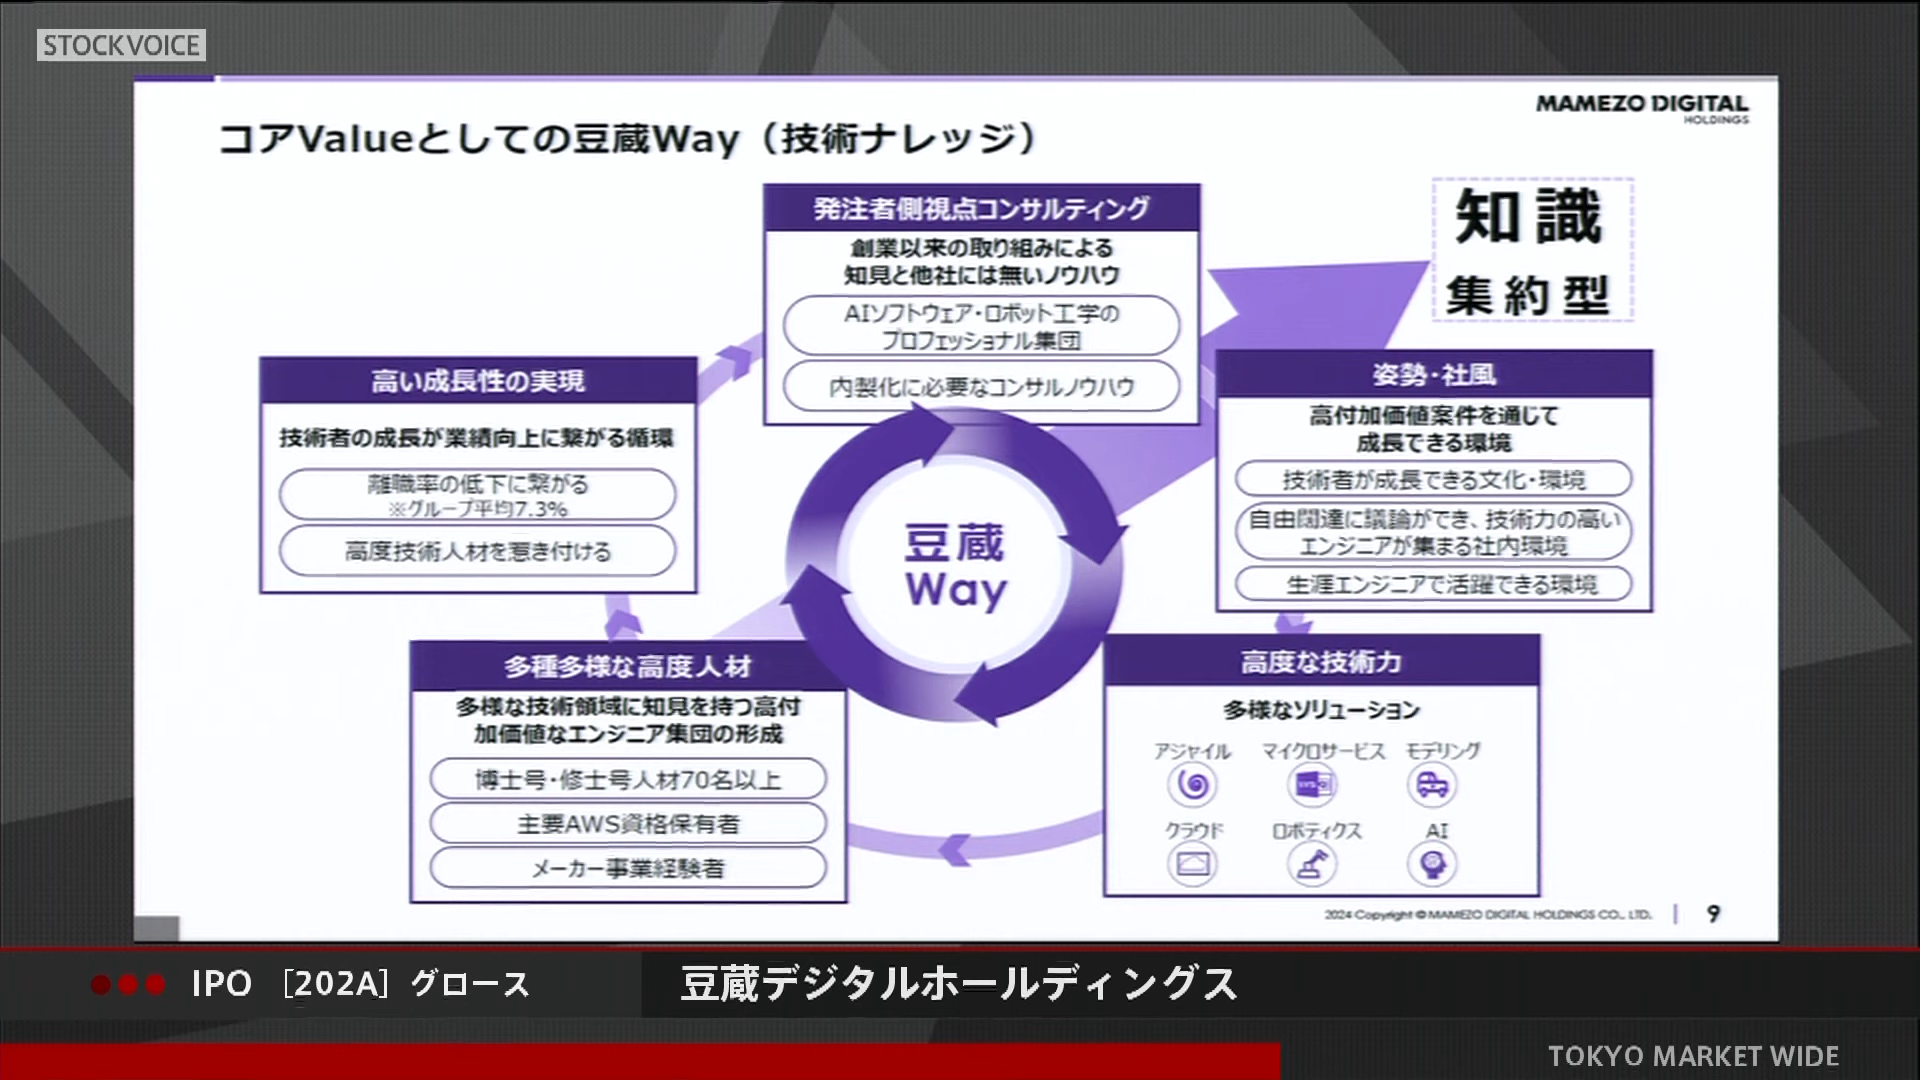 STOCKVOICE
MAMEZO DIGITAL
HOLDINGS
コアValueとしての豆蔵Way（技術ナレッジ）
知識
集約型
発注者側視点コンサルティング
創業以来の取り組みによる
知見と他社には無いノウハウ
AIソフトウェア・ロボット工学の
プロフェッショナル集団
内製化に必要なコンサルノウハウ
高い成長性の実現
技術者の成長が業績向上に繋がる循環
離職率の低下に繋がる
※グループ平均7.3%
高度技術人材を惹き付ける
姿勢・社風
高付加価値案件を通じて
成長できる環境
技術者が成長できる文化・環境
自由闊達に議論ができ、技術力の高い
エンジニアが集まる社内環境
生涯エンジニアで活躍できる環境
豆蔵
Way
多種多様な高度人材
多様な技術領域に知見を持つ高付
加価値なエンジニア集団の形成
博士号・修士号人材70名以上
主要AWS資格保有者
メーカー事業経験者
高度な技術力
多様なソリューション
アジャイル マイクロサービス モデリング
クラウド ロボティクス AI
2024 Copyright © MAMEZO DIGITAL HOLDINGS CO., LTD. | 9
IPO [202A] グロース 豆蔵デジタルホールディングス
TOKYO MARKET WIDE